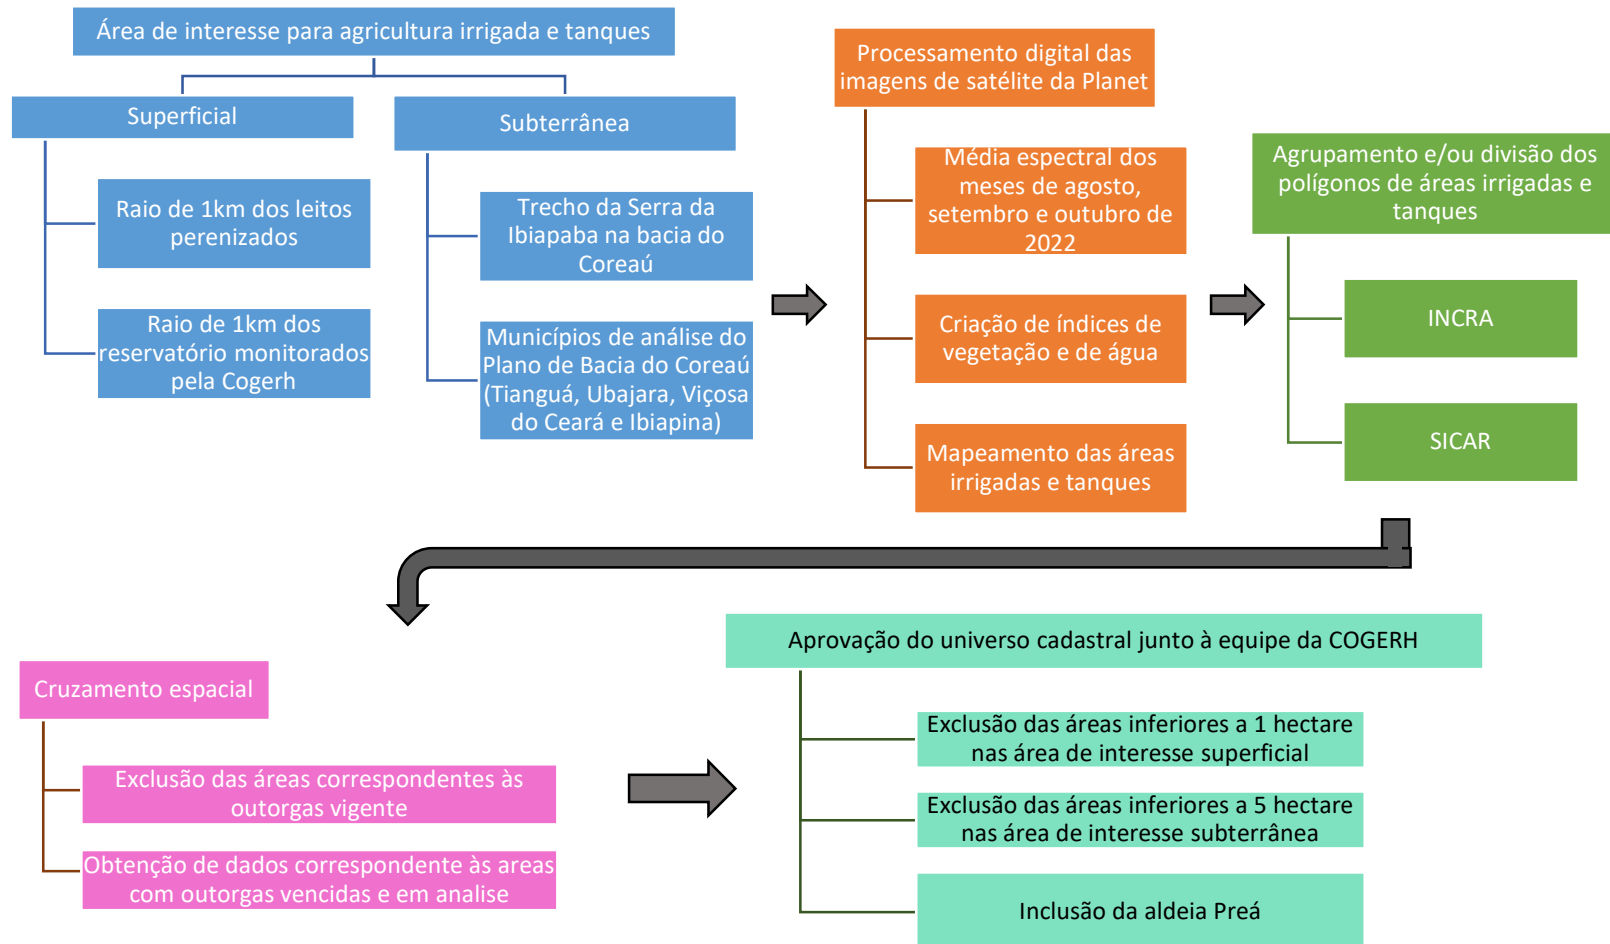 Área de interesse para agricultura irrigada e tanques
Superficial
Raio de 1km dos leitos
perenizados
Raio de 1km dos
reservatório monitorados
pela Cogerh
Subterrânea
Trecho da Serra da
Ibiapaba na bacia do
Coreaú
Municípios de análise do
Plano de Bacia do Coreaú
(Tianguá, Ubajara, Viçosa
do Ceará e Ibiapina)
Processamento digital das
imagens de satélite da Planet
Média espectral dos
meses de agosto,
setembro e outubro de
2022
Criação de índices de
vegetação e de água
Mapeamento das áreas
irrigadas e tanques
Agrupamento e/ou divisão dos
polígonos de áreas irrigadas e
tanques
INCRA
SICAR
Cruzamento espacial
Exclusão das áreas correspondentes às
outorgas vigente
Obtenção de dados correspondente às areas
com outorgas vencidas e em analise
Aprovação do universo cadastral junto à equipe da COGERH
Exclusão das áreas inferiores a 1 hectare
nas área de interesse superficial
Exclusão das áreas inferiores a 5 hectare
nas área de interesse subterrânea
Inclusão da aldeia Preá